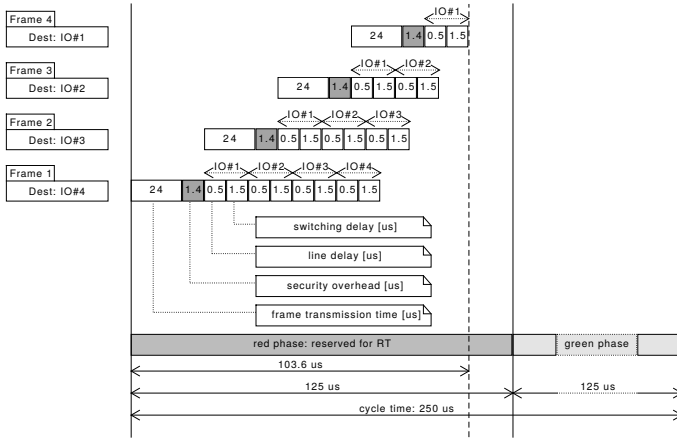 IO#1
Frame 4
Dest: IO#1
24 1.4 0.5 1.5
IO#1 IO#2
Frame 3
Dest: IO#2
24 1.4 0.5 1.5 0.5 1.5
IO#1 IO#2 IO#3
Frame 2
Dest: IO#3
24 1.4 0.5 1.5 0.5 1.5 0.5 1.5
IO#1 IO#2 IO#3 IO#4
Frame 1
Dest: IO#4
24 1.4 0.5 1.5 0.5 1.5 0.5 1.5 0.5 1.5
switching delay [us]
line delay [us]
security overhead [us]
frame transmission time [us]
red phase: reserved for RT green phase
103.6 us
125 us 125 us
cycle time: 250 us